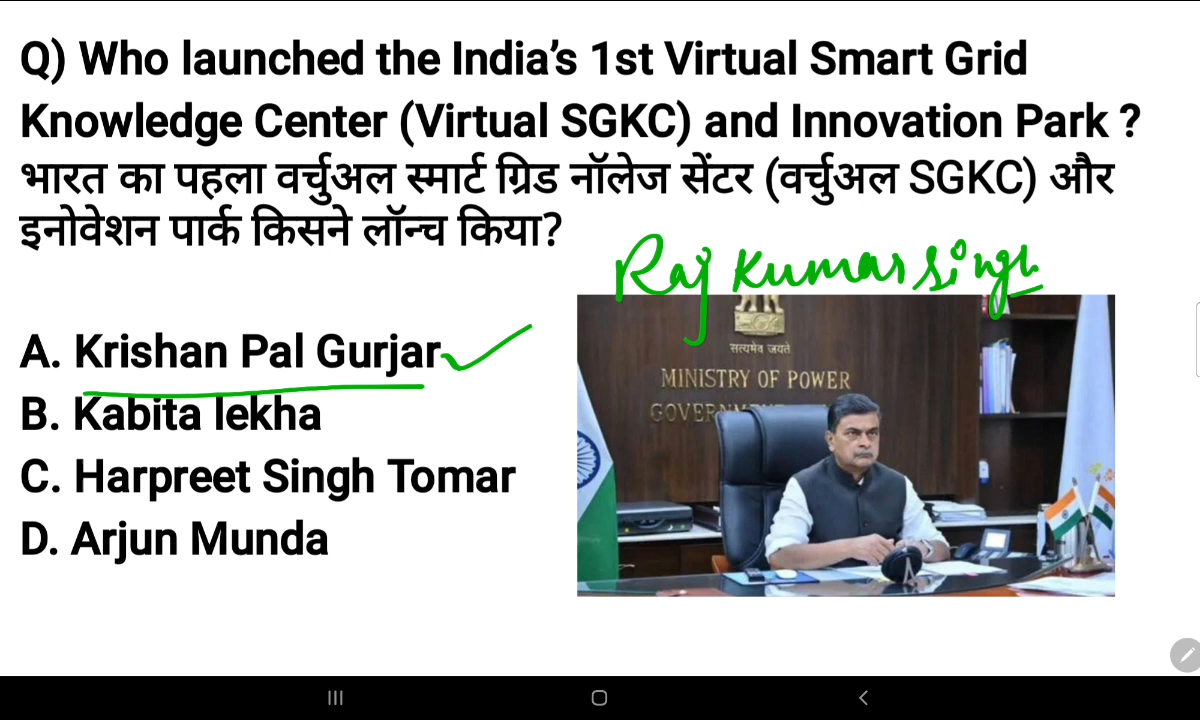 Q) Who launched the India's 1st Virtual Smart Grid
Knowledge Center (Virtual SGKC) and Innovation Park ?
भारत का पहला वर्चुअल स्मार्ट ग्रिड नॉलेज सेंटर (वर्चुअल SGKC) और
इनोवेशन पार्क किसने लॉन्च किया?
Raj Kumar Singh
A. Krishan Pal Gurjar
B. Kabita lekha
C. Harpreet Singh Tomar
D. Arjun Munda
सत्यमेव जयते
MINISTRY OF POWER